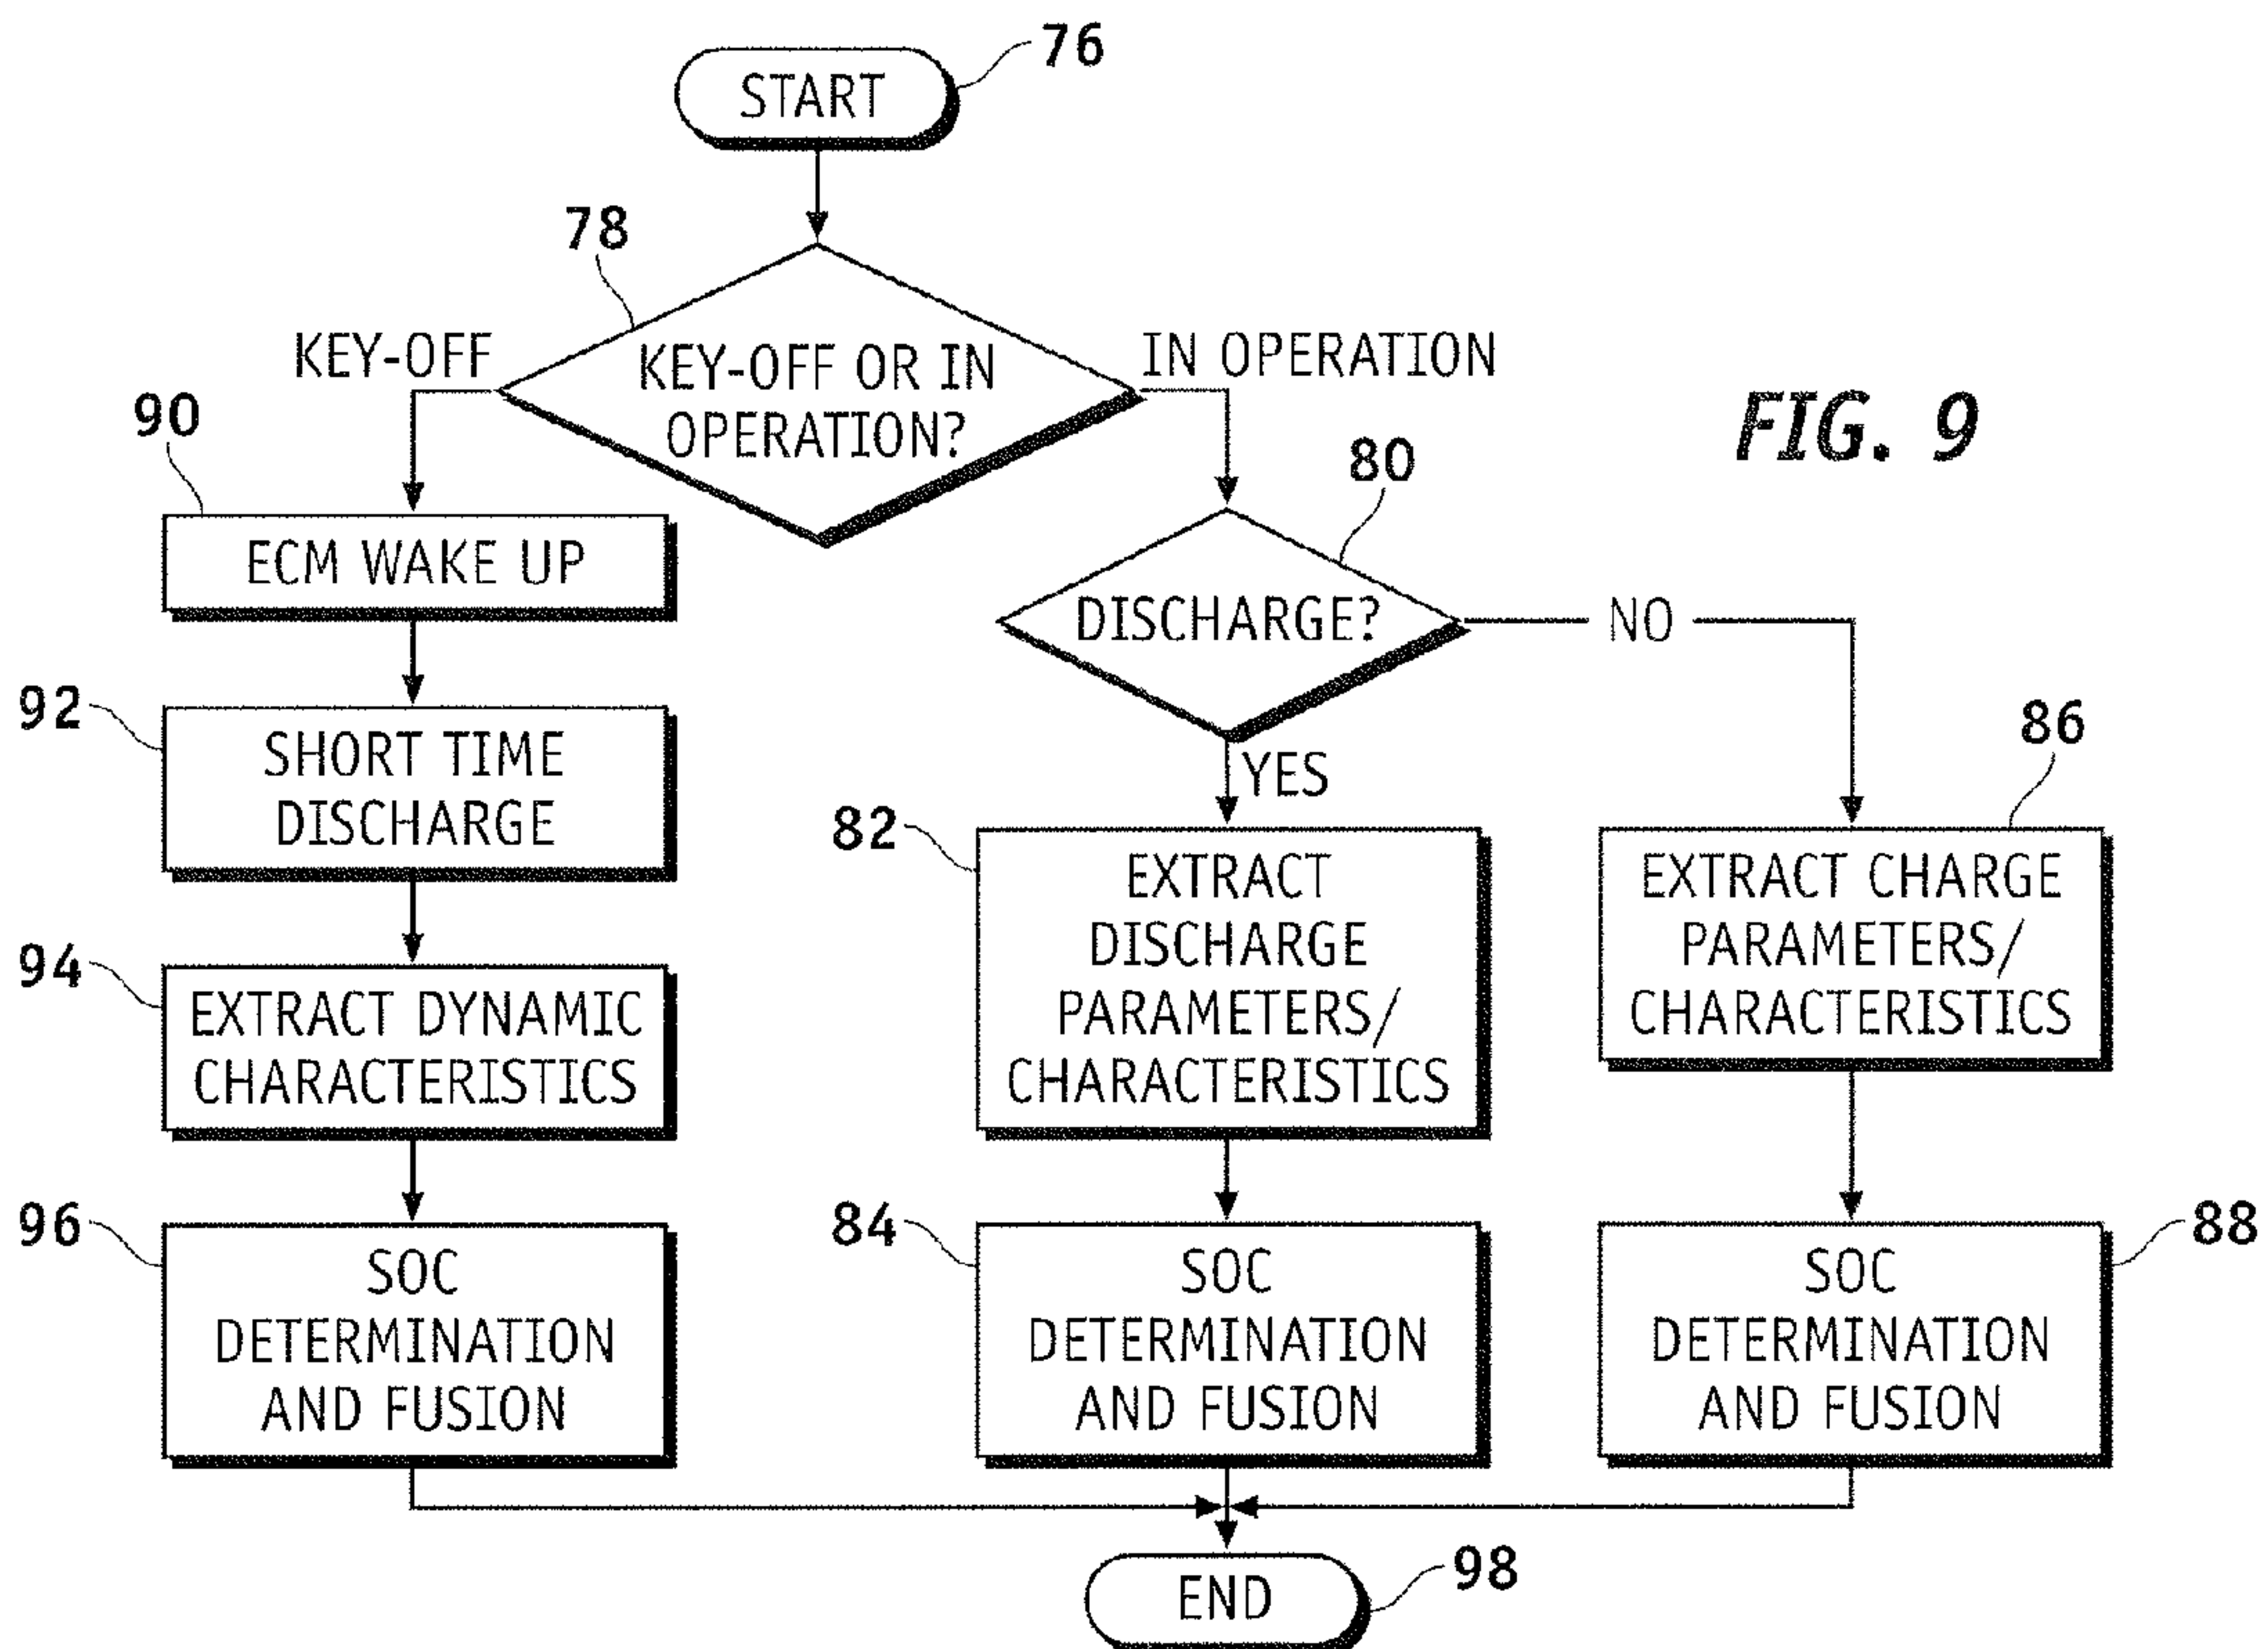 76
START
78
KEY-OFF
KEY-OFF OR IN
OPERATION?
IN OPERATION
FIG. 9
90
ECM WAKE UP
80
DISCHARGE?
NO
YES
92
SHORT TIME
DISCHARGE
82
EXTRACT
DISCHARGE
PARAMETERS/
CHARACTERISTICS
86
EXTRACT CHARGE
PARAMETERS/
CHARACTERISTICS
94
EXTRACT DYNAMIC
CHARACTERISTICS
96
SOC
DETERMINATION
AND FUSION
84
SOC
DETERMINATION
AND FUSION
88
SOC
DETERMINATION
AND FUSION
END
98